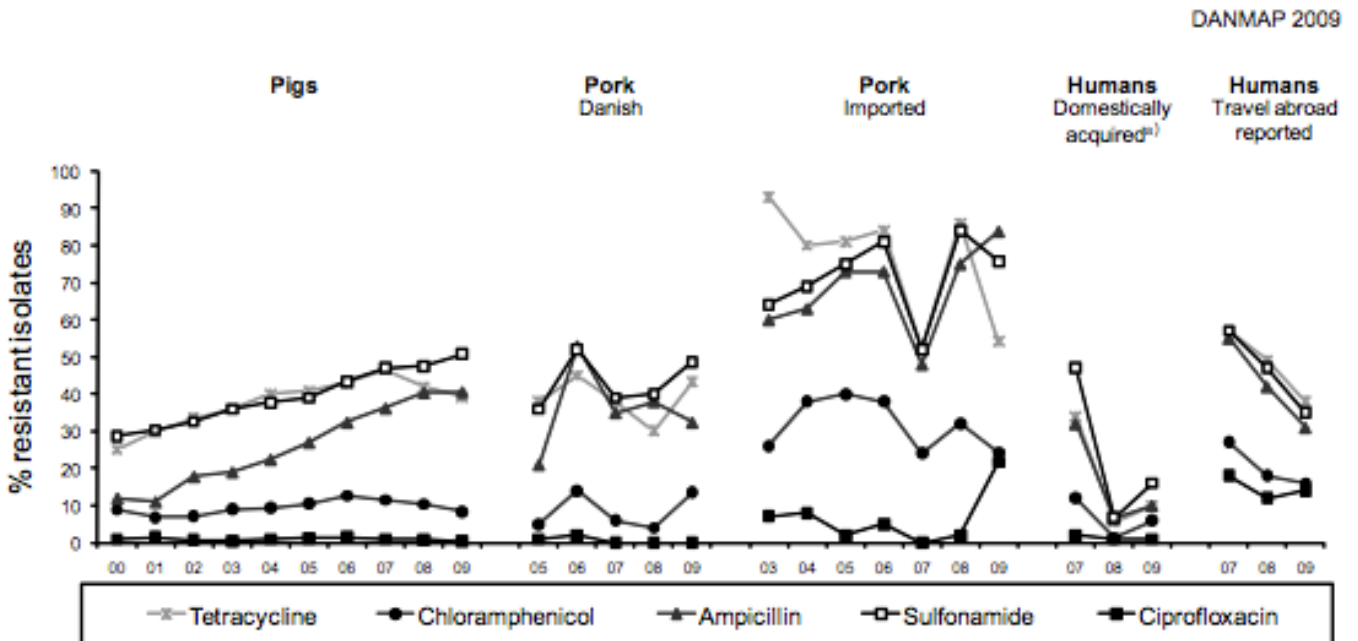 DANMAP 2009
Pigs
Pork
Danish
Pork
Imported
Humans
Domestically
acquiredᵃ⁾
Humans
Travel abroad
reported
% resistant isolates
100
90
80
70
60
50
40
30
20
10
0
00 01 02 03 04 05 06 07 08 09 05 06 07 08 09 03 04 05 06 07 08 09 07 08 09 07 08 09
Tetracycline Chloramphenicol Ampicillin Sulfonamide Ciprofloxacin